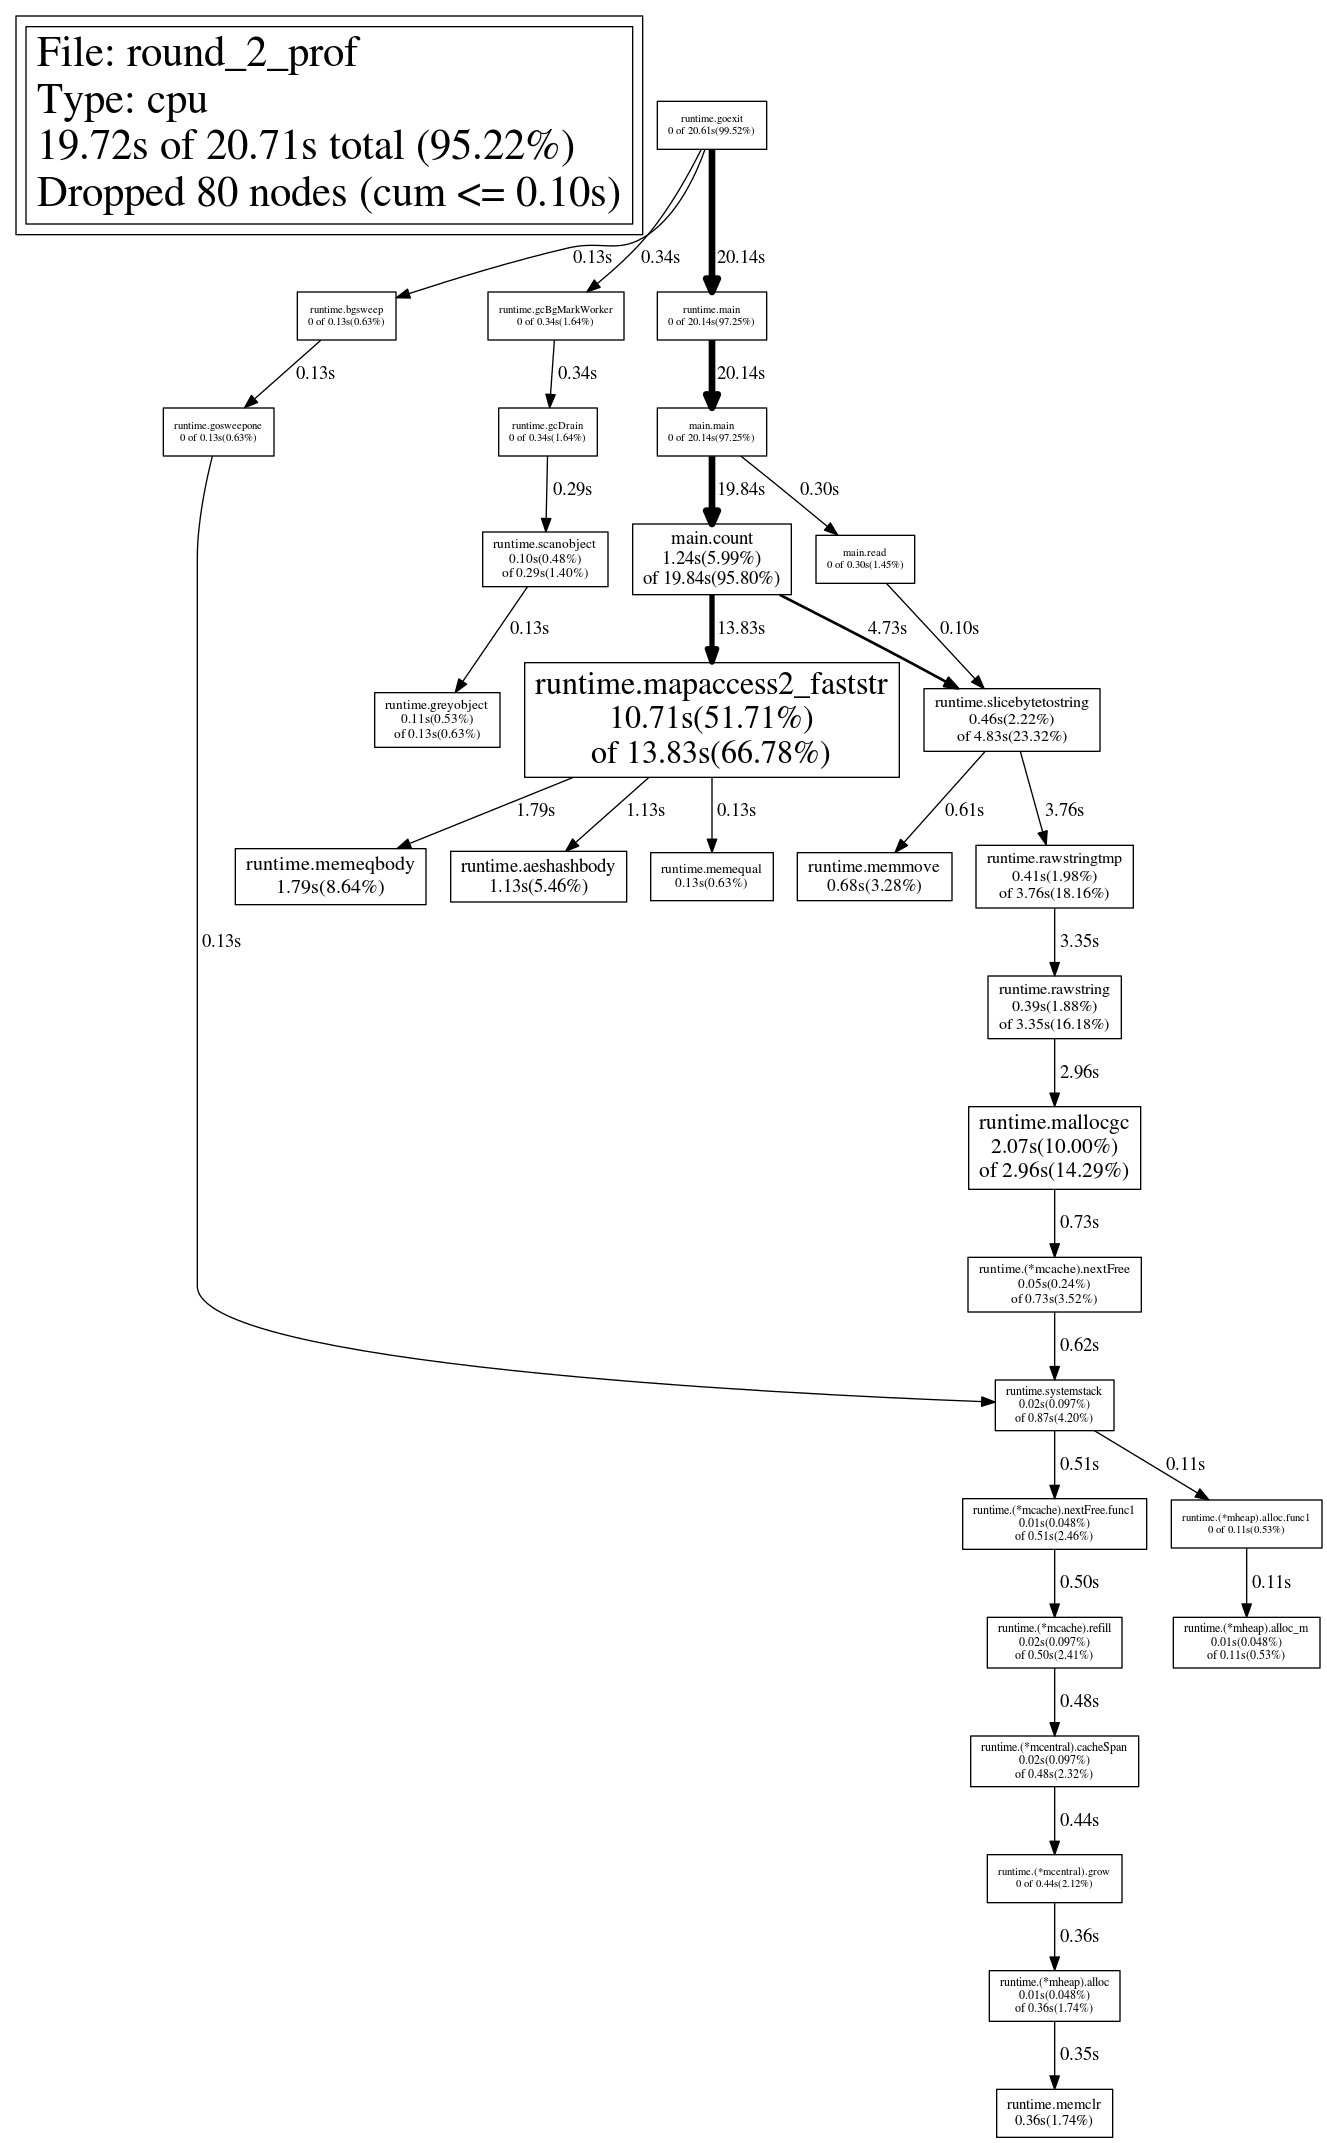 File: round_2_prof
Type: cpu
19.72s of 20.71s total (95.22%)
Dropped 80 nodes (cum <= 0.10s)
runtime.goexit
0 of 20.61s(99.52%)
0.13s
0.34s
20.14s
runtime.bgsweep
0 of 0.13s(0.63%)
runtime.gcBgMarkWorker
0 of 0.34s(1.64%)
runtime.main
0 of 20.14s(97.25%)
0.13s
0.34s
20.14s
runtime.gosweepone
0 of 0.13s(0.63%)
runtime.gcDrain
0 of 0.34s(1.64%)
main.main
0 of 20.14s(97.25%)
0.29s
19.84s
0.30s
runtime.scanobject
0.10s(0.48%)
of 0.29s(1.40%)
main.count
1.24s(5.99%)
of 19.84s(95.80%)
main.read
0 of 0.30s(1.45%)
0.13s
13.83s
4.73s
0.10s
runtime.greyobject
0.11s(0.53%)
of 0.13s(0.63%)
runtime.mapaccess2_faststr
10.71s(51.71%)
of 13.83s(66.78%)
runtime.slicebytetostring
0.46s(2.22%)
of 4.83s(23.32%)
1.79s
1.13s
0.13s
0.61s
3.76s
runtime.memeqbody
1.79s(8.64%)
runtime.aeshashbody
1.13s(5.46%)
runtime.memequal
0.13s(0.63%)
runtime.memmove
0.68s(3.28%)
runtime.rawstringtmp
0.41s(1.98%)
of 3.76s(18.16%)
0.13s
3.35s
runtime.rawstring
0.39s(1.88%)
of 3.35s(16.18%)
2.96s
runtime.mallocgc
2.07s(10.00%)
of 2.96s(14.29%)
0.73s
runtime.(*mcache).nextFree
0.05s(0.24%)
of 0.73s(3.52%)
0.62s
runtime.systemstack
0.02s(0.097%)
of 0.87s(4.20%)
0.51s
0.11s
runtime.(*mcache).nextFree.func1
0.01s(0.048%)
of 0.51s(2.46%)
runtime.(*mheap).alloc.func1
0 of 0.11s(0.53%)
0.50s
0.11s
runtime.(*mcache).refill
0.02s(0.097%)
of 0.50s(2.41%)
runtime.(*mheap).alloc_m
0.01s(0.048%)
of 0.11s(0.53%)
0.48s
runtime.(*mcentral).cacheSpan
0.02s(0.097%)
of 0.48s(2.32%)
0.44s
runtime.(*mcentral).grow
0 of 0.44s(2.12%)
0.36s
runtime.(*mheap).alloc
0.01s(0.048%)
of 0.36s(1.74%)
0.35s
runtime.memclr
0.36s(1.74%)